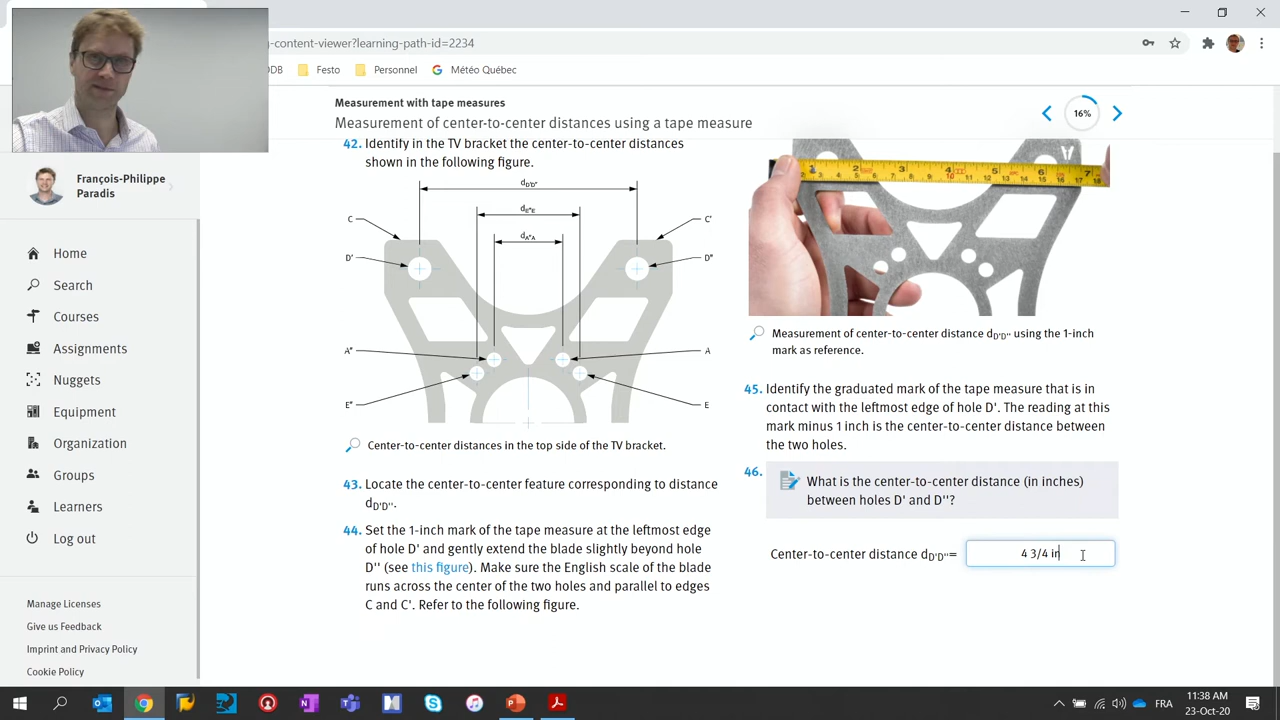 g-content-viewer?learning-path-id=2234
DDB
Festo
Personnel
Météo Québec
Measurement with tape measures
Measurement of center-to-center distances using a tape measure
16%
François-Philippe
Paradis
Home
Search
Courses
Assignments
Nuggets
Equipment
Organization
Groups
Learners
Log out
Manage Licenses
Give us Feedback
Imprint and Privacy Policy
Cookie Policy
42. Identify in the TV bracket the center-to-center distances
shown in the following figure.
dD'D"
dE"E
dA"A
C
C'
D'
D"
A"
A
E"
E
Center-to-center distances in the top side of the TV bracket.
43. Locate the center-to-center feature corresponding to distance
dD'D''.
44. Set the 1-inch mark of the tape measure at the leftmost edge
of hole D' and gently extend the blade slightly beyond hole
D'' (see this figure). Make sure the English scale of the blade
runs across the center of the two holes and parallel to edges
C and C'. Refer to the following figure.
1 2 3 4 5 6 7
Measurement of center-to-center distance dD'D'' using the 1-inch
mark as reference.
45. Identify the graduated mark of the tape measure that is in
contact with the leftmost edge of hole D'. The reading at this
mark minus 1 inch is the center-to-center distance between
the two holes.
46.
What is the center-to-center distance (in inches)
between holes D' and D''?
Center-to-center distance dD'D''=
4 3/4 in
FRA
11:38 AM
23-Oct-20